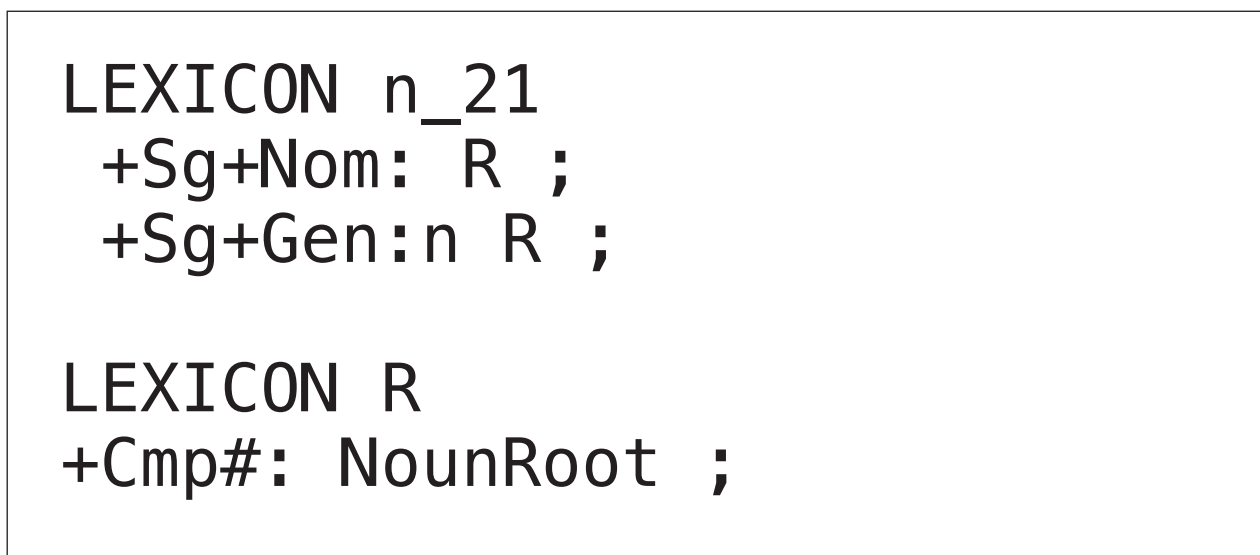 LEXICON n_21
+Sg+Nom: R ;
+Sg+Gen:n R ;
LEXICON R
+Cmp#: NounRoot ;